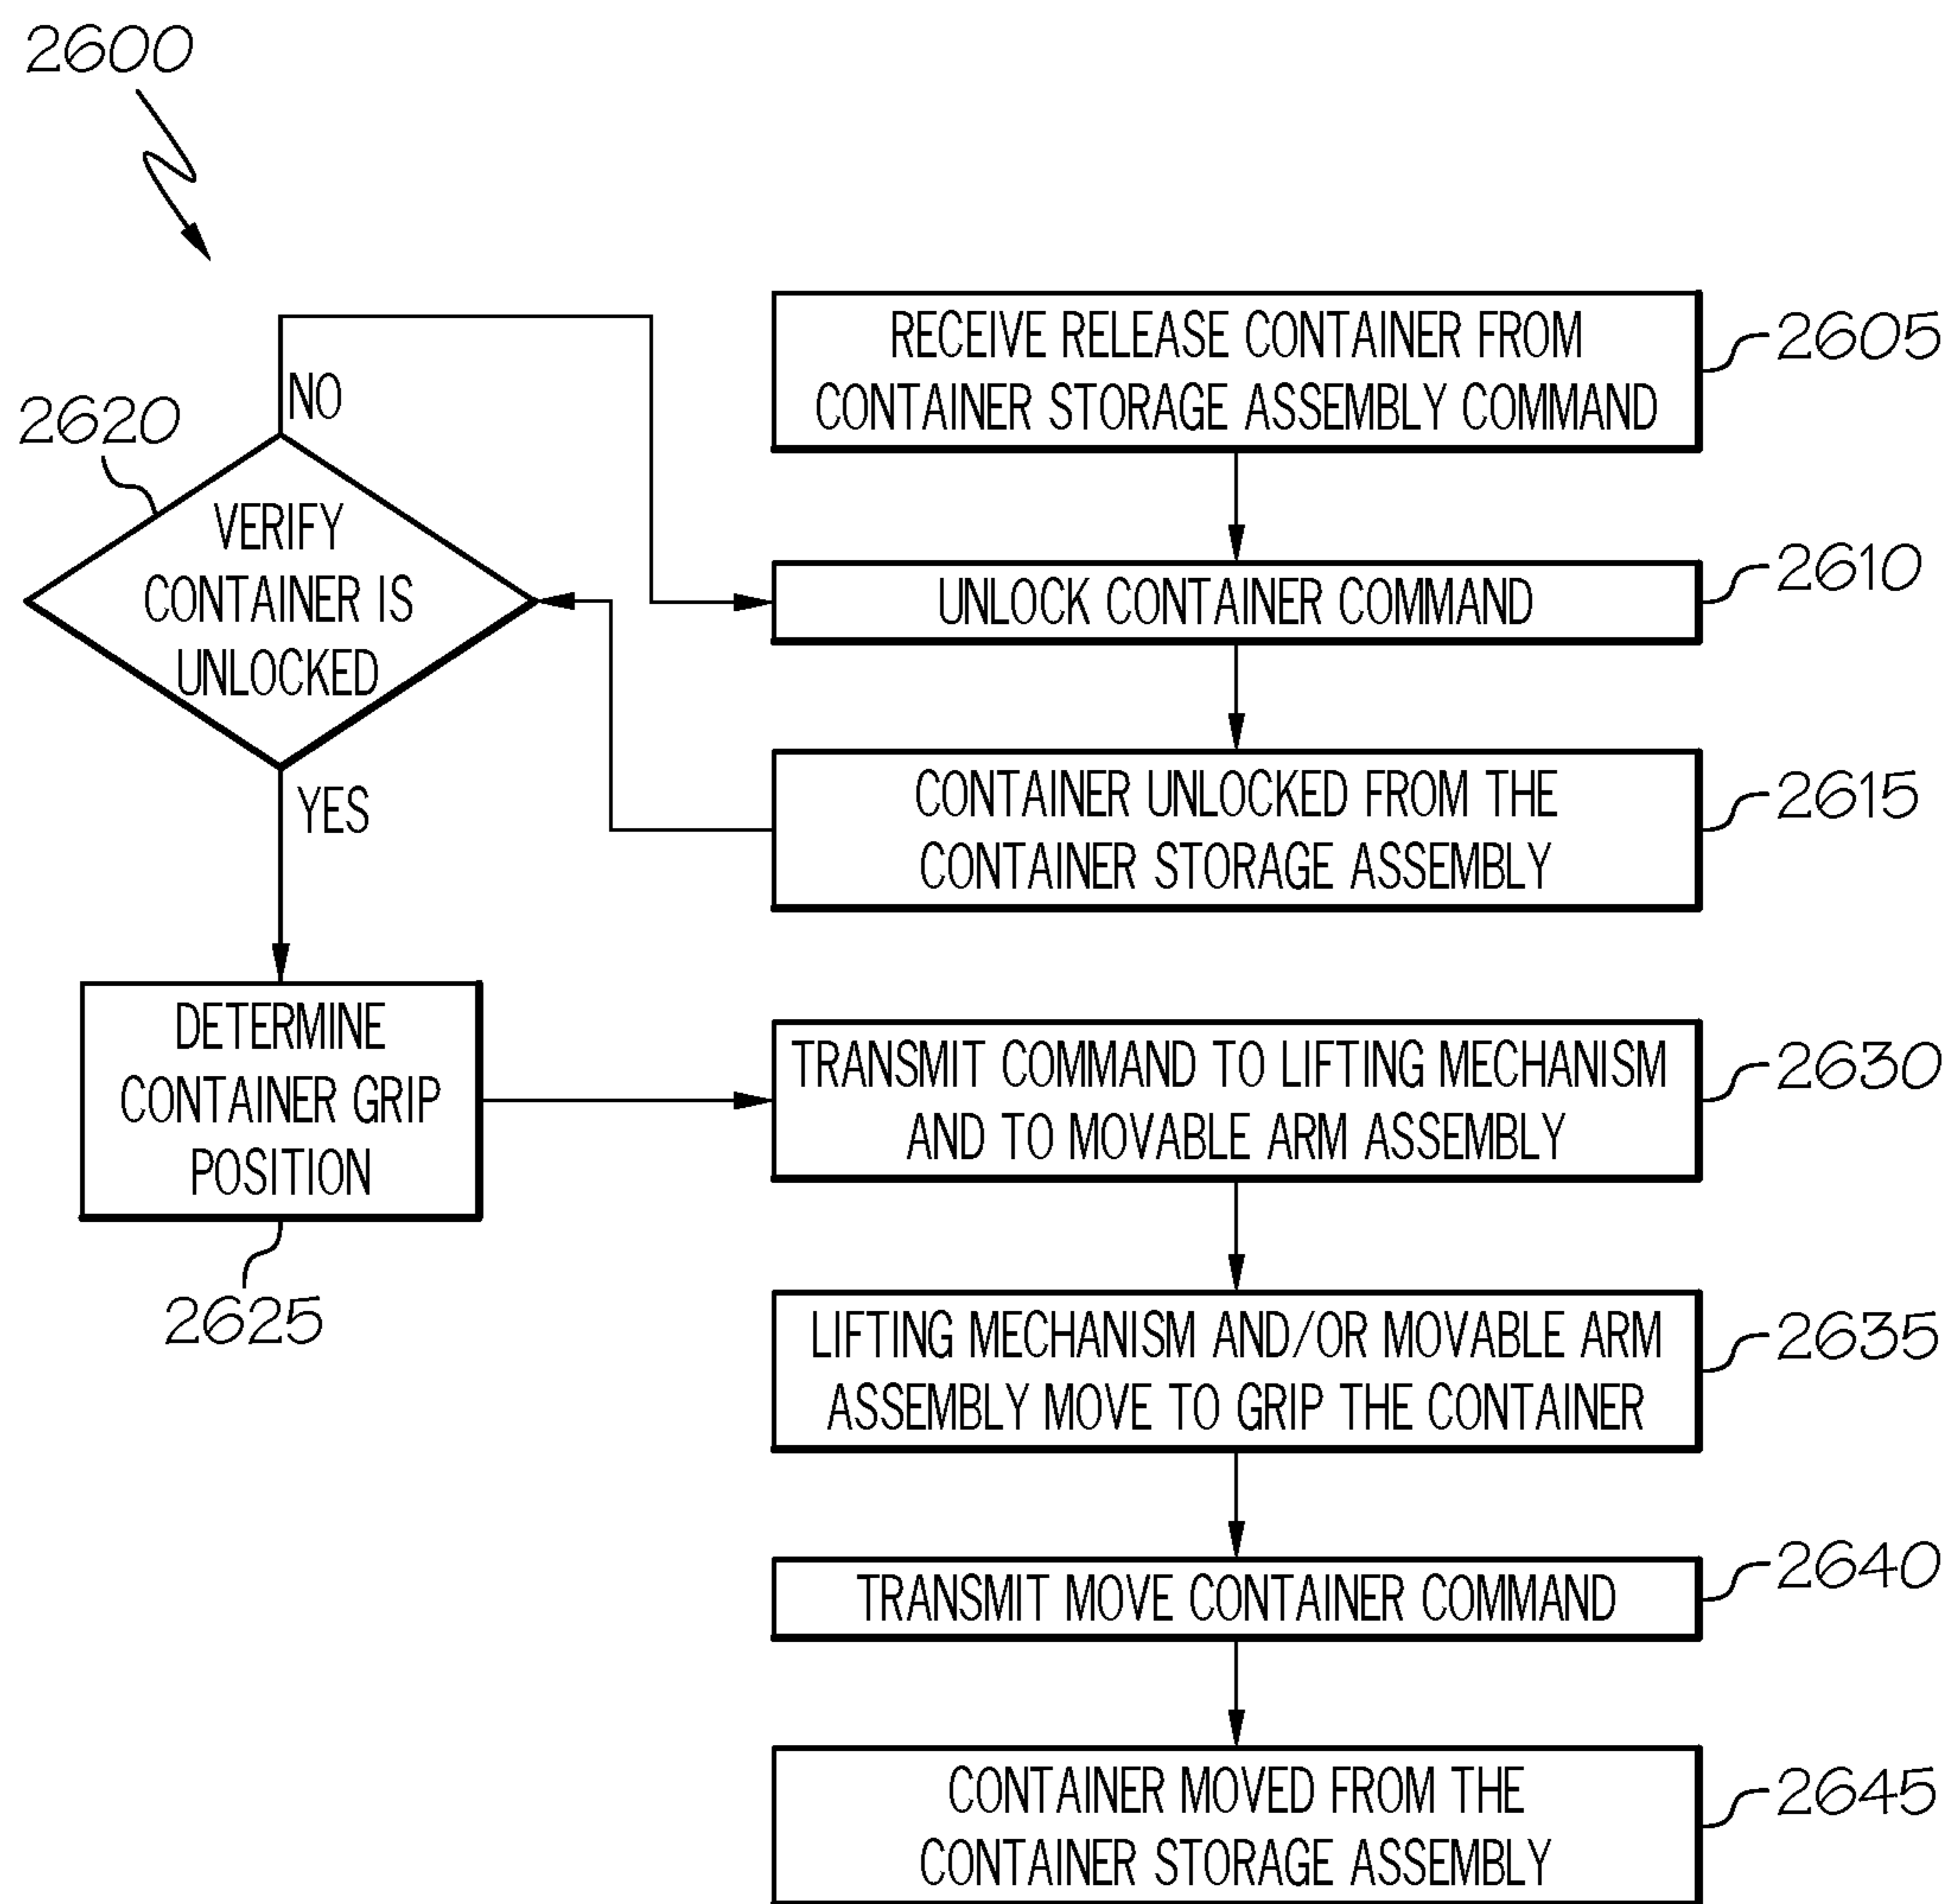 2600
RECEIVE RELEASE CONTAINER FROM
CONTAINER STORAGE ASSEMBLY COMMAND
2605
UNLOCK CONTAINER COMMAND
2610
CONTAINER UNLOCKED FROM THE
CONTAINER STORAGE ASSEMBLY
2615
NO
2620
VERIFY
CONTAINER IS
UNLOCKED
YES
DETERMINE
CONTAINER GRIP
POSITION
2625
TRANSMIT COMMAND TO LIFTING MECHANISM
AND TO MOVABLE ARM ASSEMBLY
2630
LIFTING MECHANISM AND/OR MOVABLE ARM
ASSEMBLY MOVE TO GRIP THE CONTAINER
2635
TRANSMIT MOVE CONTAINER COMMAND
2640
CONTAINER MOVED FROM THE
CONTAINER STORAGE ASSEMBLY
2645